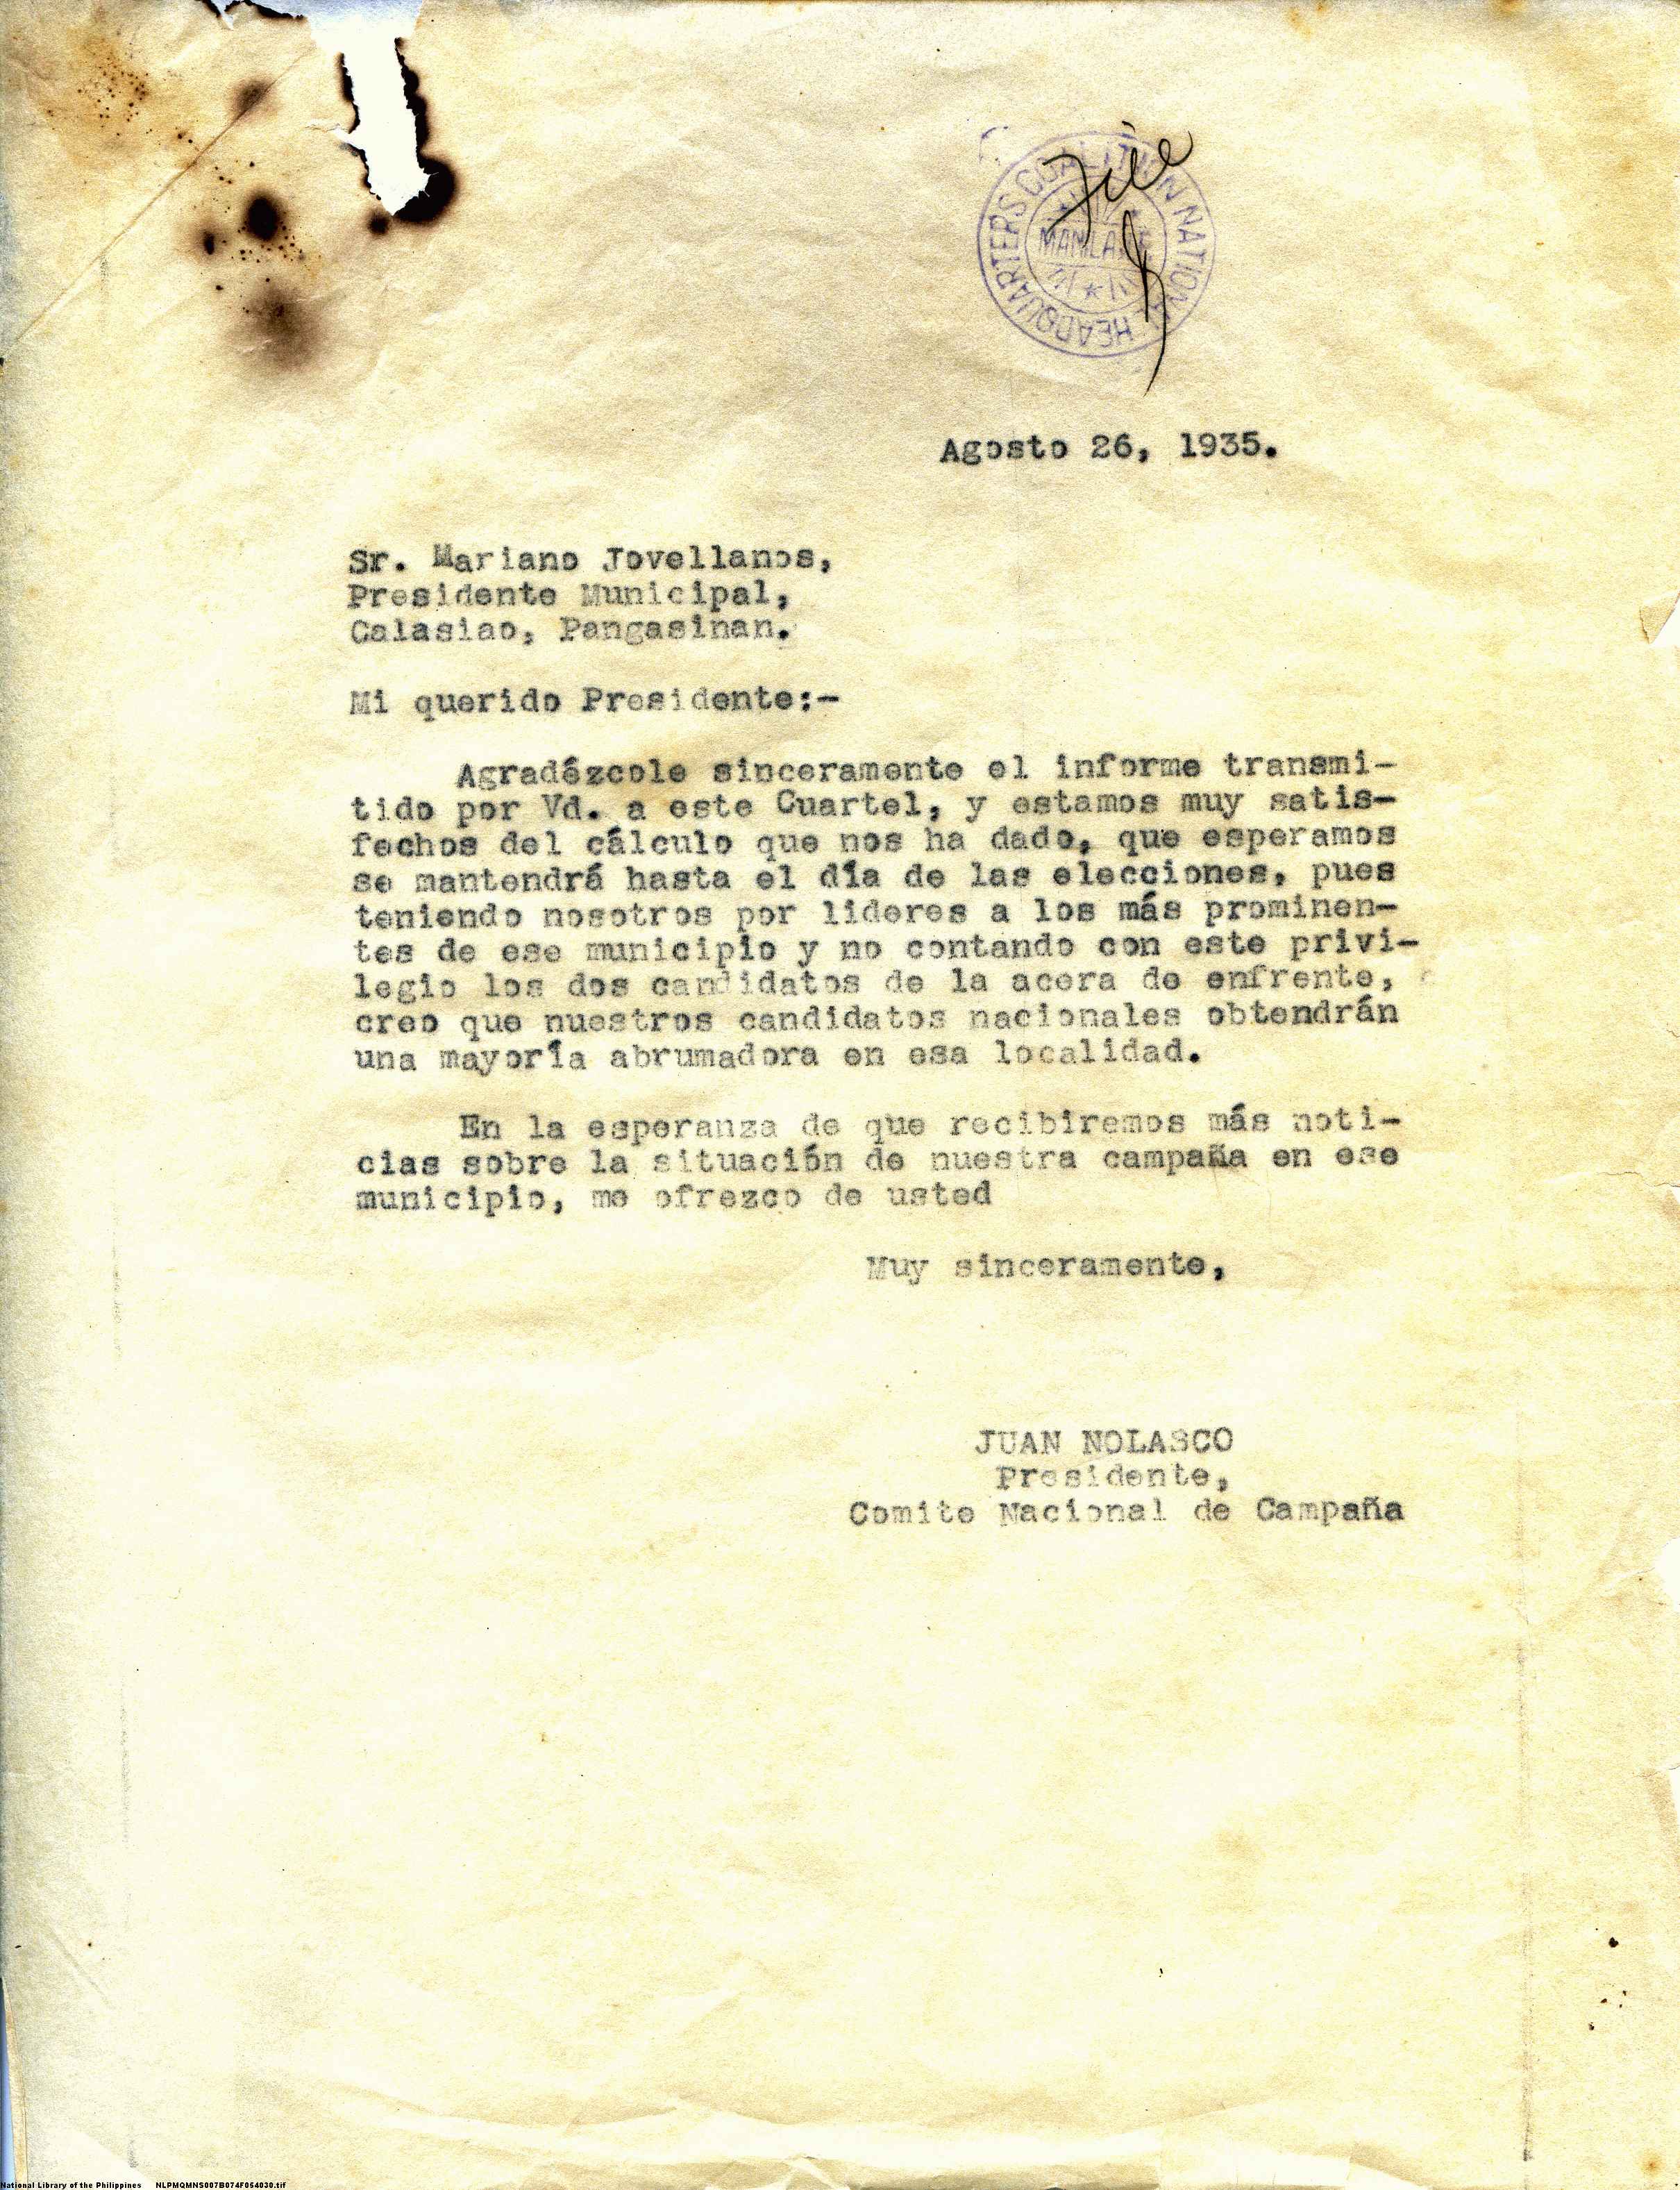 COALITION NATIONAL HEADQUARTERS
MANILA
File
Agosto 26, 1935.
Sr. Mariano Jovellanos,
Presidente Municipal,
Calasiao, Pangasinan.
Mi querido Presidente:-
Agradézcole sinceramente el informe transmi-
tido por Vd. a este Cuartel, y estamos muy satis-
fechos del cálculo que nos ha dado, que esperamos
se mantendrá hasta el día de las elecciones, pues
teniendo nosotros por lideres a los más prominen-
tes de ese municipio y no contando con este privi-
legio los dos candidatos de la acera de enfrente,
creo que nuestros candidatos nacionales obtendrán
una mayoría abrumadora en esa localidad.
En la esperanza de que recibiremos más noti-
cias sobre la situación de nuestra campaña en ese
municipio, me ofrezco de usted
Muy sinceramente,
JUAN NOLASCO
Presidente,
Comite Nacional de Campaña
National Library of the Philippines NLPMQMNS007B074F054030.tif